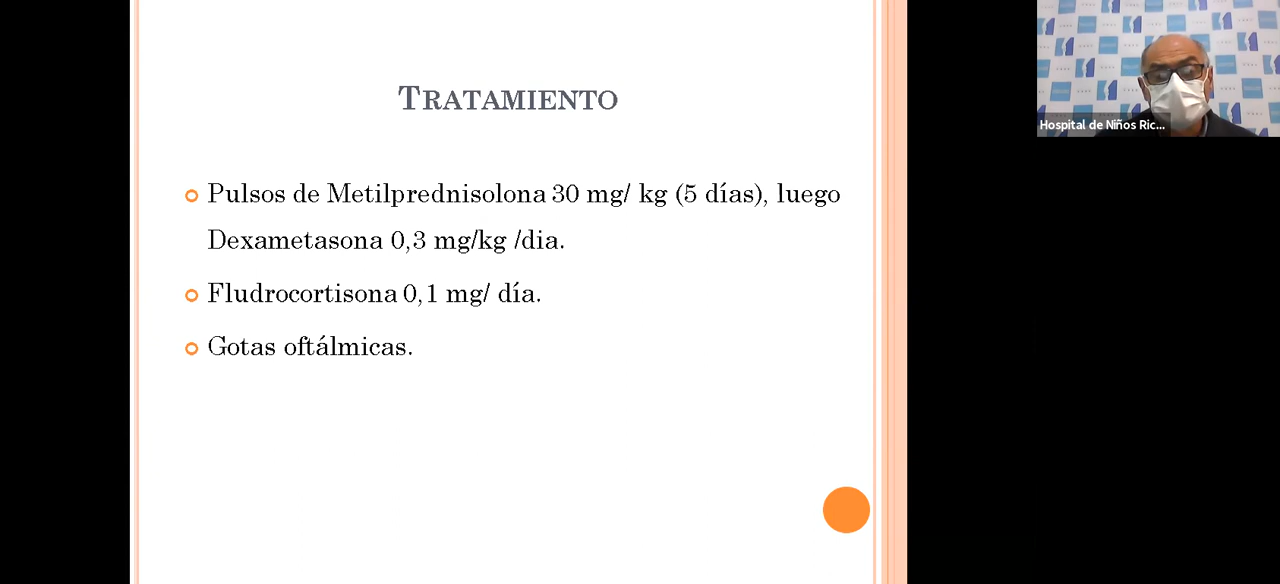 TRATAMIENTO
Pulsos de Metilprednisolona 30 mg/ kg (5 días), luego
Dexametasona 0,3 mg/kg /dia.
Fludrocortisona 0,1 mg/ día.
Gotas oftálmicas.
Hospital de Niños Ric...